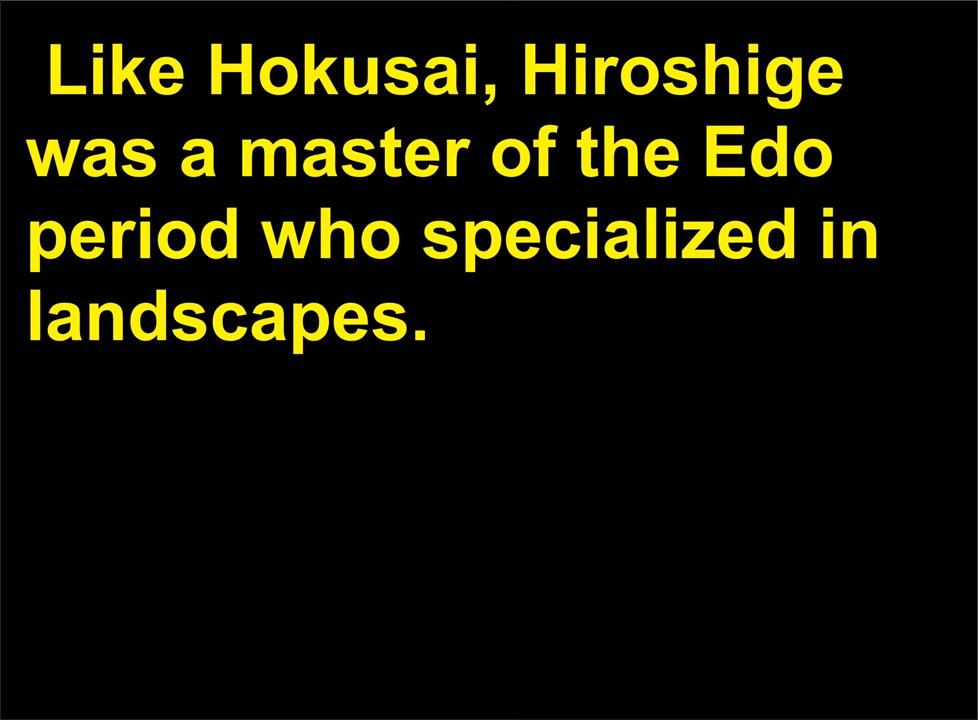 Like Hokusai, Hiroshige
was a master of the Edo
period who specialized in
landscapes.